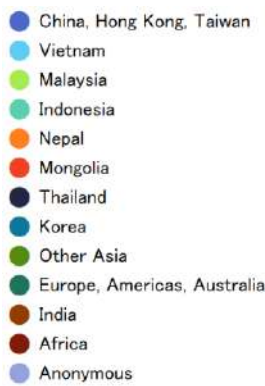 China, Hong Kong, Taiwan
Vietnam
Malaysia
Indonesia
Nepal
Mongolia
Thailand
Korea
Other Asia
Europe, Americas, Australia
India
Africa
Anonymous